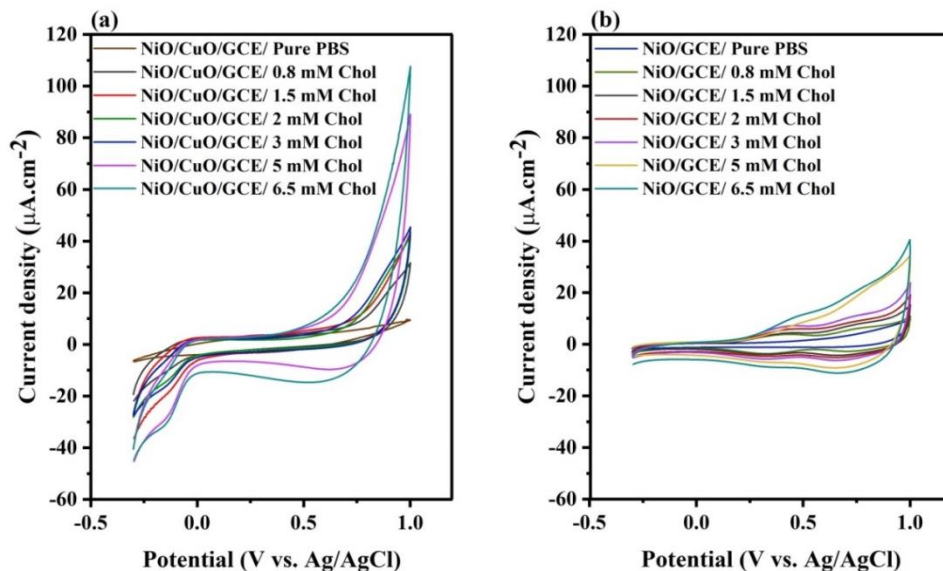 (a)
NiO/CuO/GCE/ Pure PBS
NiO/CuO/GCE/ 0.8 mM Chol
NiO/CuO/GCE/ 1.5 mM Chol
NiO/CuO/GCE/ 2 mM Chol
NiO/CuO/GCE/ 3 mM Chol
NiO/CuO/GCE/ 5 mM Chol
NiO/CuO/GCE/ 6.5 mM Chol
Current density (μA.cm-2)
120
100
80
60
40
20
0
-20
-40
-60
-0.5
0.0
0.5
1.0
Potential (V vs. Ag/AgCl)
(b)
NiO/GCE/ Pure PBS
NiO/GCE/ 0.8 mM Chol
NiO/GCE/ 1.5 mM Chol
NiO/GCE/ 2 mM Chol
NiO/GCE/ 3 mM Chol
NiO/GCE/ 5 mM Chol
NiO/GCE/ 6.5 mM Chol
Current density (μA.cm-2)
120
100
80
60
40
20
0
-20
-40
-60
-0.5
0.0
0.5
1.0
Potential (V vs. Ag/AgCl)